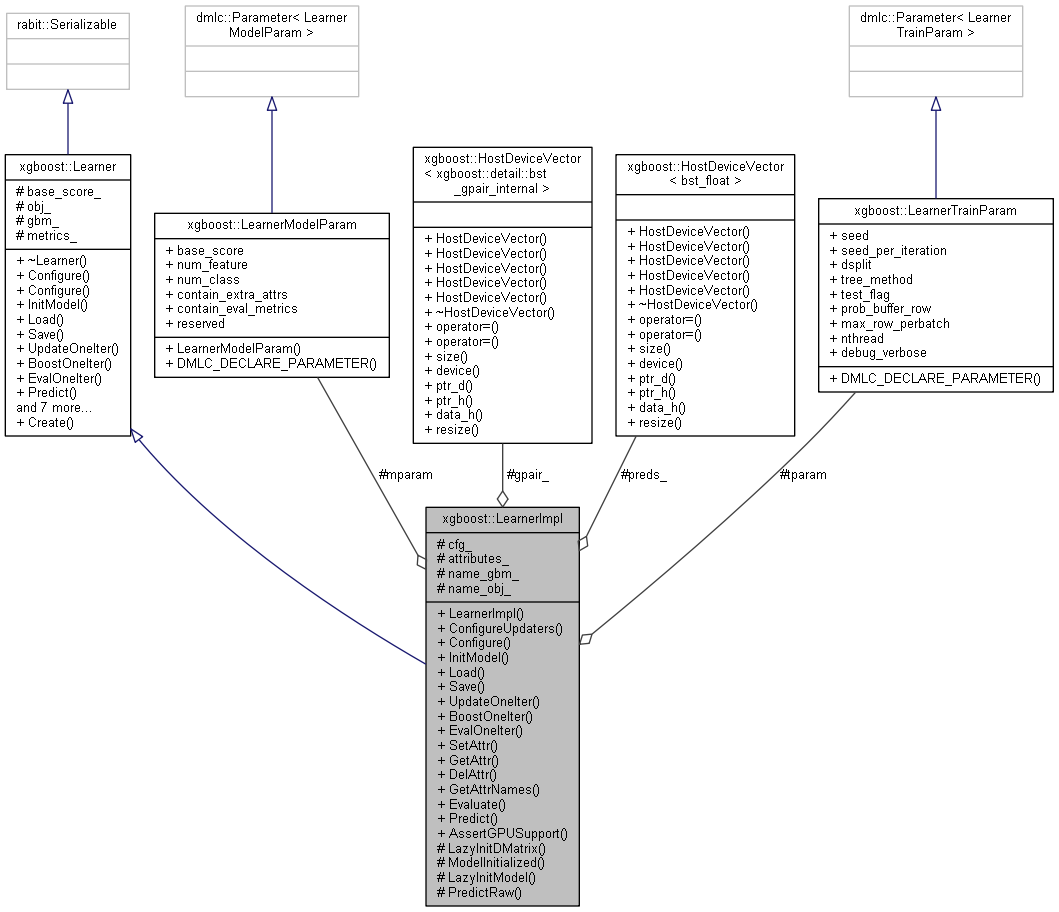 rabit::Serializable
dmlc::Parameter< Learner
ModelParam >
dmlc::Parameter< Learner
TrainParam >
xgboost::Learner
# base_score_
# obj_
# gbm_
# metrics_
+ ~Learner()
+ Configure()
+ Configure()
+ InitModel()
+ Load()
+ Save()
+ UpdateOneIter()
+ BoostOneIter()
+ EvalOneIter()
+ Predict()
and 7 more...
+ Create()
xgboost::LearnerModelParam
+ base_score
+ num_feature
+ num_class
+ contain_extra_attrs
+ contain_eval_metrics
+ reserved
+ LearnerModelParam()
+ DMLC_DECLARE_PARAMETER()
xgboost::HostDeviceVector
< xgboost::detail::bst
_gpair_internal >
+ HostDeviceVector()
+ HostDeviceVector()
+ HostDeviceVector()
+ HostDeviceVector()
+ HostDeviceVector()
+ ~HostDeviceVector()
+ operator=()
+ operator=()
+ size()
+ device()
+ ptr_d()
+ ptr_h()
+ data_h()
+ resize()
xgboost::HostDeviceVector
< bst_float >
+ HostDeviceVector()
+ HostDeviceVector()
+ HostDeviceVector()
+ HostDeviceVector()
+ HostDeviceVector()
+ ~HostDeviceVector()
+ operator=()
+ operator=()
+ size()
+ device()
+ ptr_d()
+ ptr_h()
+ data_h()
+ resize()
xgboost::LearnerTrainParam
+ seed
+ seed_per_iteration
+ dsplit
+ tree_method
+ test_flag
+ prob_buffer_row
+ max_row_perbatch
+ nthread
+ debug_verbose
+ DMLC_DECLARE_PARAMETER()
#mparam
#gpair_
#preds_
#tparam
xgboost::LearnerImpl
# cfg_
# attributes_
# name_gbm_
# name_obj_
+ LearnerImpl()
+ ConfigureUpdaters()
+ Configure()
+ InitModel()
+ Load()
+ Save()
+ UpdateOneIter()
+ BoostOneIter()
+ EvalOneIter()
+ SetAttr()
+ GetAttr()
+ DelAttr()
+ GetAttrNames()
+ Evaluate()
+ Predict()
+ AssertGPUSupport()
# LazyInitDMatrix()
# ModelInitialized()
# LazyInitModel()
# PredictRaw()